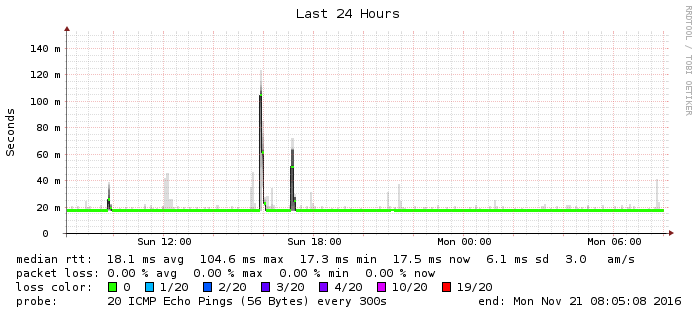 Last 24 Hours
RRDTOOL / TOBI OETIKER
Seconds
140 m
120 m
100 m
80 m
60 m
40 m
20 m
0
Sun 12:00 Sun 18:00 Mon 00:00 Mon 06:00
median rtt: 18.1 ms avg 104.6 ms max 17.3 ms min 17.5 ms now 6.1 ms sd 3.0 am/s
packet loss: 0.00 % avg 0.00 % max 0.00 % min 0.00 % now
loss color: 0 1/20 2/20 3/20 4/20 10/20 19/20
probe: 20 ICMP Echo Pings (56 Bytes) every 300s end: Mon Nov 21 08:05:08 2016